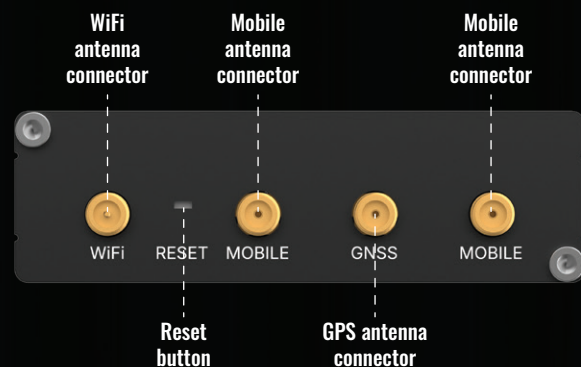 WiFi
antenna
connector
Mobile
antenna
connector
Mobile
antenna
connector
WiFi
RESET
MOBILE
GNSS
MOBILE
Reset
button
GPS antenna
connector